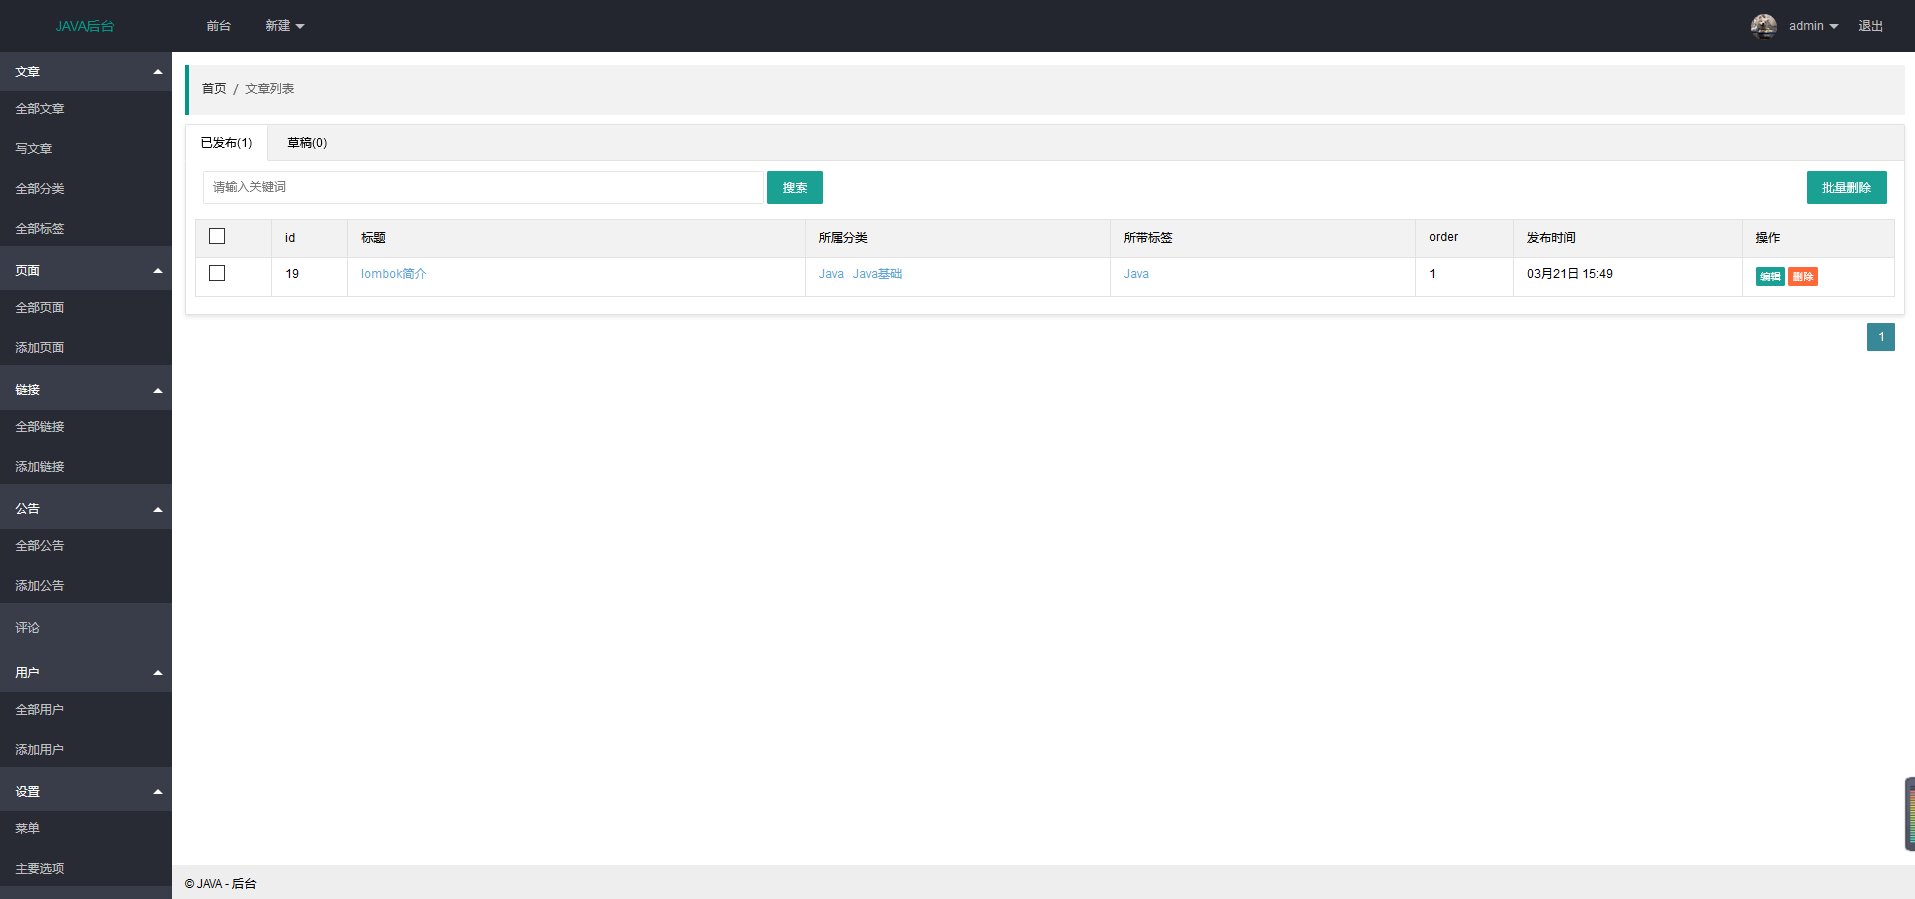 JAVA后台 前台 新建 admin 退出
文章
全部文章
写文章
全部分类
全部标签
页面
全部页面
添加页面
链接
全部链接
添加链接
公告
全部公告
添加公告
评论
用户
全部用户
添加用户
设置
菜单
主要选项
首页 / 文章列表
已发布(1) 草稿(0)
请输入关键词 搜索 批量删除
id 标题 所属分类 所带标签 order 发布时间 操作
19 lombok简介 Java Java基础 Java 1 03月21日 15:49 编辑 删除
1
© JAVA - 后台